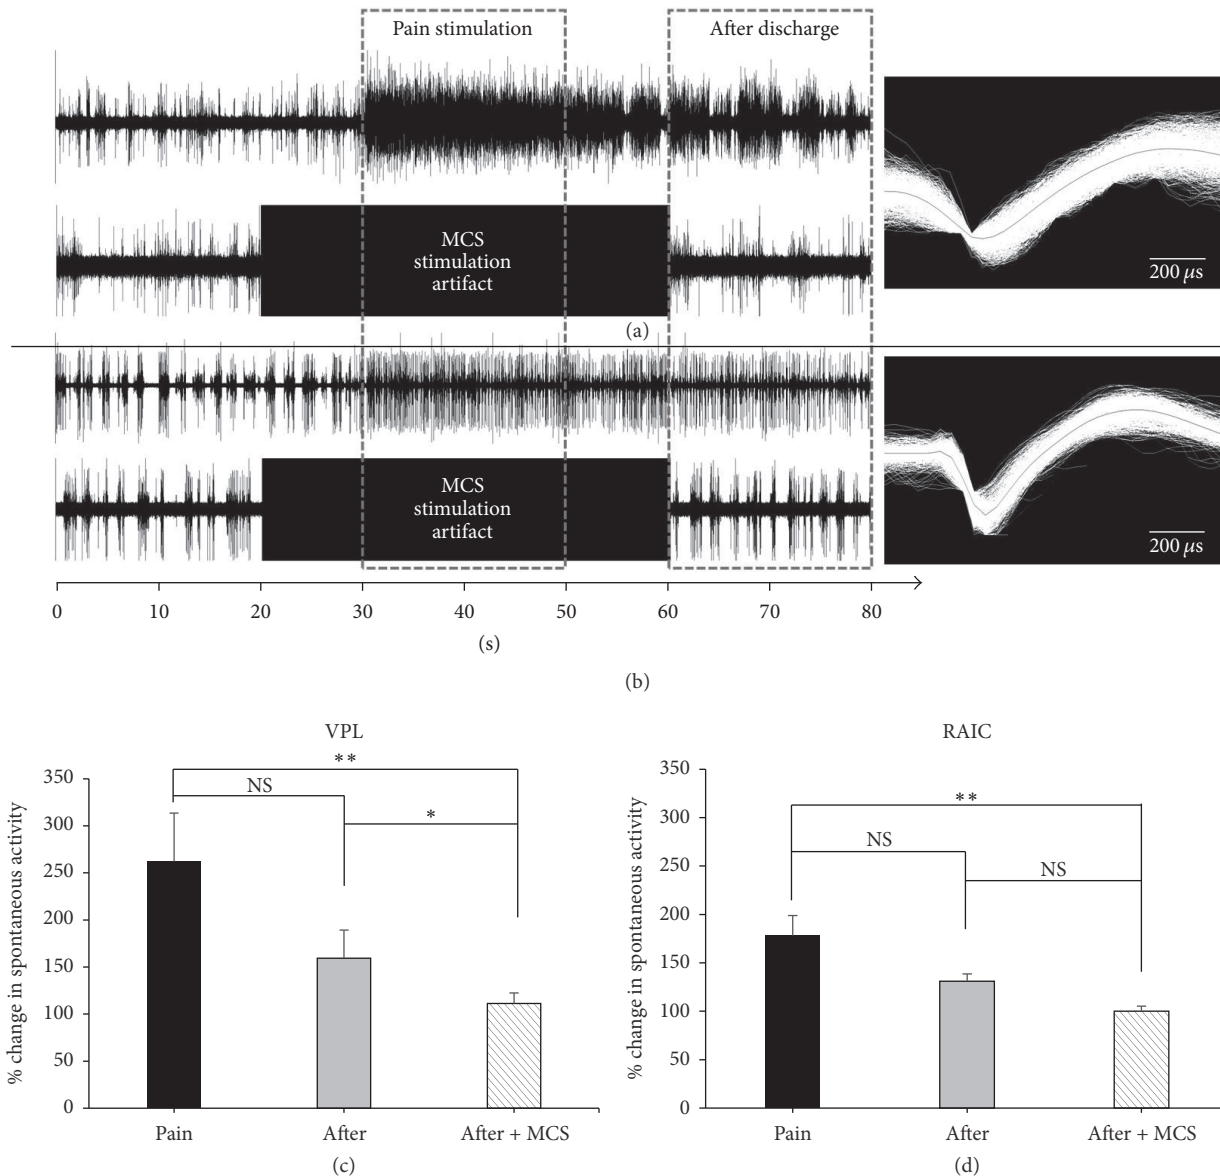 Pain stimulation
After discharge
MCS
stimulation
artifact
200 μs
(a)
MCS
stimulation
artifact
200 μs
0 10 20 30 40 50 60 70 80
(s)
(b)
VPL
% change in spontaneous activity
350
300
250
200
150
100
50
0
**
NS
*
Pain After After + MCS
(c)
RAIC
% change in spontaneous activity
350
300
250
200
150
100
50
0
**
NS
NS
Pain After After + MCS
(d)